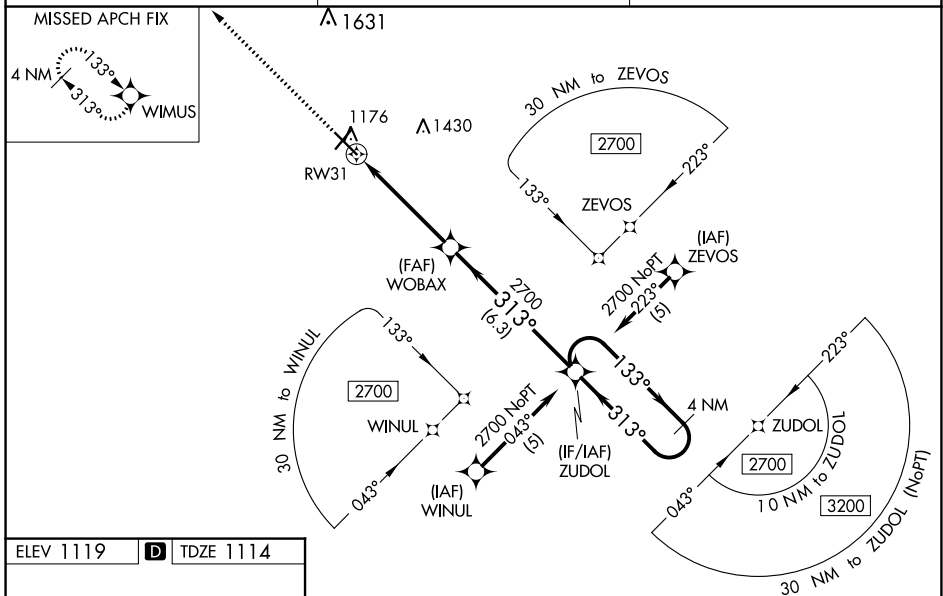 MISSED APCH FIX
4 NM
133°
313°
WIMUS
1631
1176
1430
RW31
30 NM to ZEVOS
2700
133°
223°
ZEVOS
(IAF)
ZEVOS
2700 NoPT
223°
(5)
(FAF)
WOBAX
2700
313°
(6.3)
30 NM to WINUL
133°
2700
WINUL
043°
2700 NoPT
043°
(5)
(IAF)
WINUL
(IF/IAF)
ZUDOL
133°
313°
4 NM
223°
ZUDOL
2700
10 NM to ZUDOL
043°
3200
30 NM to ZUDOL (NoPT)
ELEV 1119 D TDZE 1114